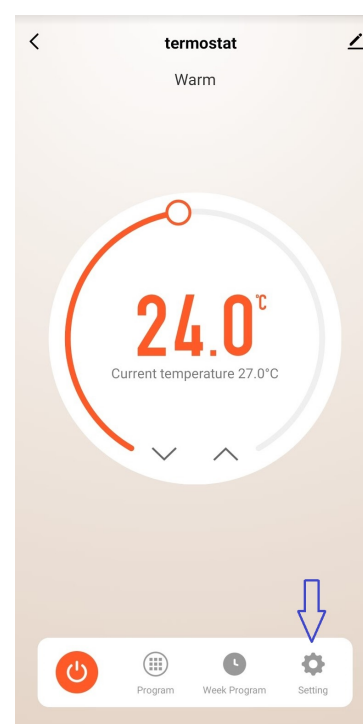 termostat
Warm
24.0℃
Current temperature 27.0°C
Program
Week Program
Setting